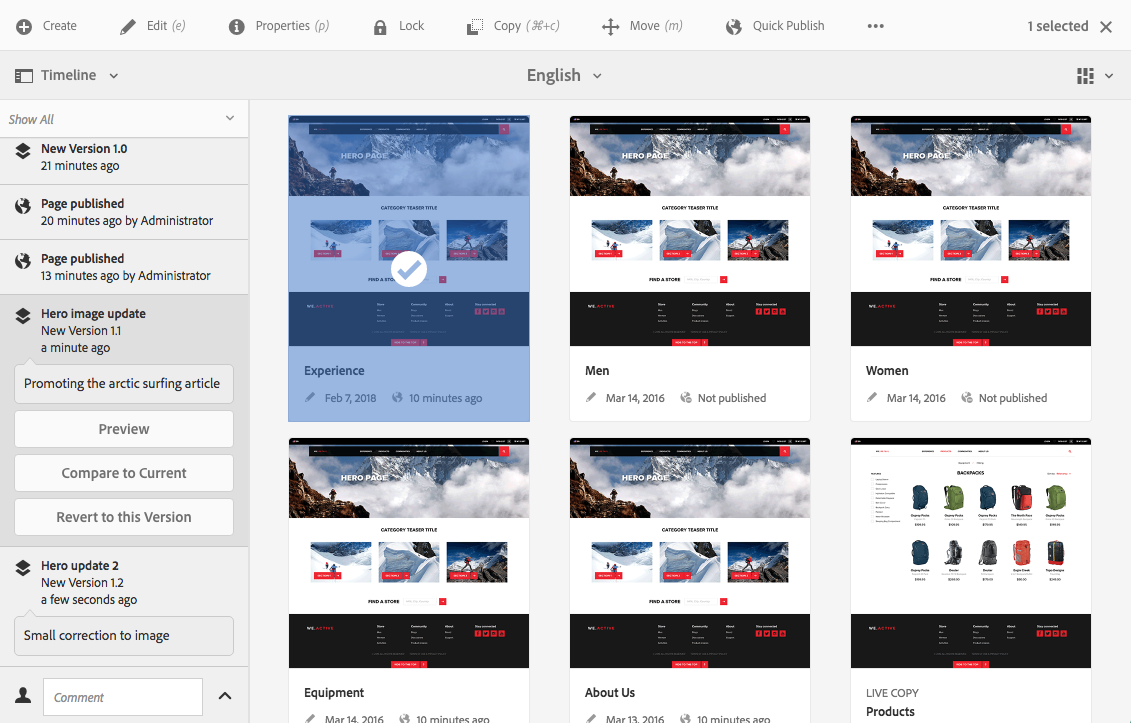 Create
Edit (e)
Properties (p)
Lock
Copy (⌘+c)
Move (m)
Quick Publish
1 selected
Timeline
English
Show All
New Version 1.0
21 minutes ago
Page published
20 minutes ago by Administrator
Page published
13 minutes ago by Administrator
Hero image update
New Version 1.1
a minute ago
Promoting the arctic surfing article
Preview
Compare to Current
Revert to this Version
Hero update 2
New Version 1.2
a few seconds ago
Small correction to image
Comment
HERO PAGE
CATEGORY TEASER TITLE
FIND A STORE
Experience
Feb 7, 2018
10 minutes ago
HERO PAGE
CATEGORY TEASER TITLE
FIND A STORE
Men
Mar 14, 2016
Not published
HERO PAGE
CATEGORY TEASER TITLE
FIND A STORE
Women
Mar 14, 2016
Not published
HERO PAGE
CATEGORY TEASER TITLE
FIND A STORE
Equipment
Mar 14, 2016
10 minutes ago
HERO PAGE
CATEGORY TEASER TITLE
FIND A STORE
About Us
Mar 13, 2016
10 minutes ago
BACKPACKS
LIVE COPY
Products